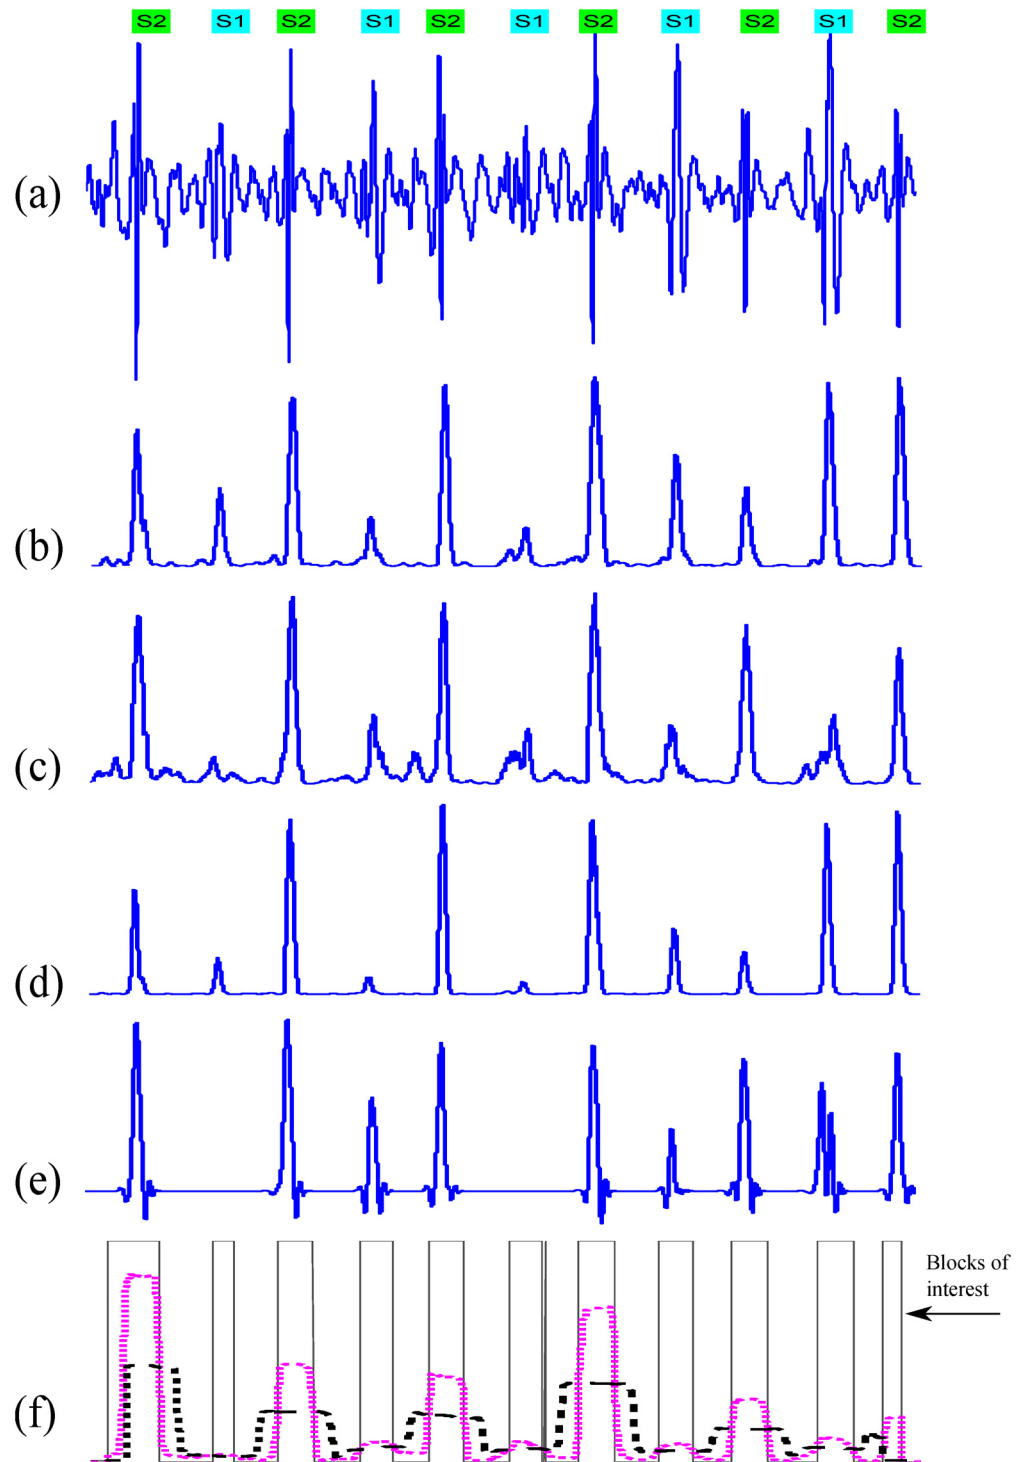 S2 S1 S2 S1 S2 S1 S2 S1 S2 S1 S2
(a)
(b)
(c)
(d)
(e)
Blocks of
interest
(f)